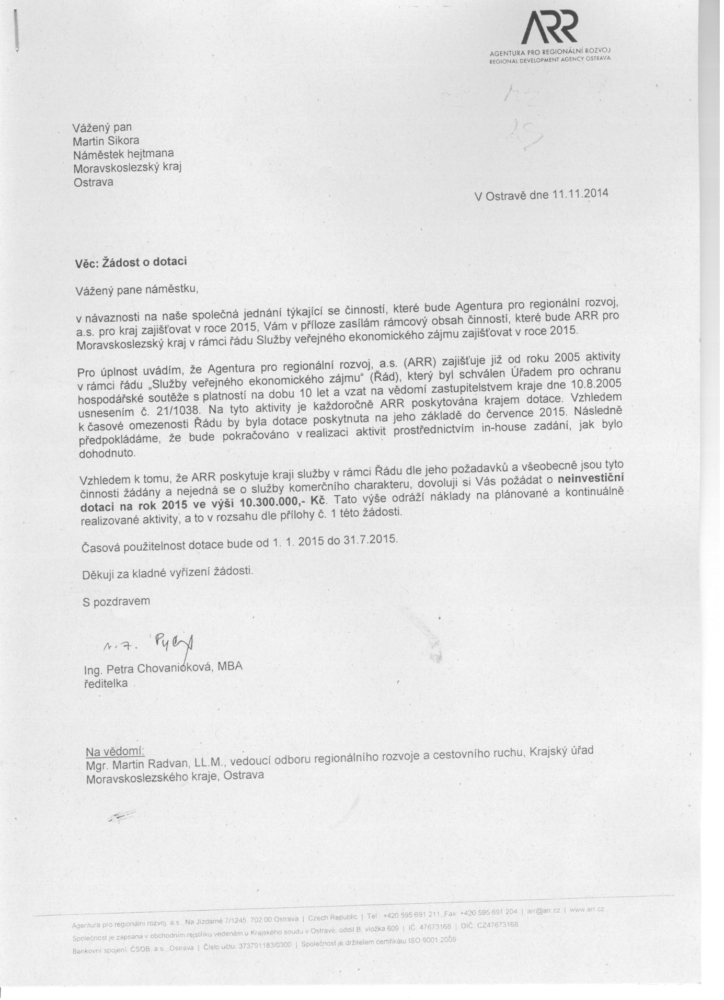 ARR
AGENTURA PRO REGIONÁLNÍ ROZVOJ
REGIONAL DEVELOPMENT AGENCY OSTRAVA
Vážený pan
Martin Sikora
Náměstek hejtmana
Moravskoslezský kraj
Ostrava
V Ostravě dne 11.11.2014
Věc: Žádost o dotaci
Vážený pane náměstku,
v návaznosti na naše společná jednání týkající se činností, které bude Agentura pro regionální rozvoj,
a.s. pro kraj zajišťovat v roce 2015, Vám v příloze zasílám rámcový obsah činností, které bude ARR pro
Moravskoslezský kraj v rámci řádu Služby veřejného ekonomického zájmu zajišťovat v roce 2015.
Pro úplnost uvádím, že Agentura pro regionální rozvoj, a.s. (ARR) zajišťuje již od roku 2005 aktivity
v rámci řádu „Služby veřejného ekonomického zájmu“ (Řád), který byl schválen Úřadem pro ochranu
hospodářské soutěže s platností na dobu 10 let a vzat na vědomí zastupitelstvem kraje dne 10.8.2005
usnesením č. 21/1038. Na tyto aktivity je každoročně ARR poskytována krajem dotace. Vzhledem
k časové omezenosti Řádu by byla dotace poskytnuta na jeho základě do července 2015. Následně
předpokládáme, že bude pokračováno v realizaci aktivit prostřednictvím in-house zadání, jak bylo
dohodnuto.
Vzhledem k tomu, že ARR poskytuje kraji služby v rámci Řádu dle jeho požadavků a všeobecně jsou tyto
činnosti žádány a nejedná se o služby komerčního charakteru, dovoluji si Vás požádat o neinvestiční
dotaci na rok 2015 ve výši 10.300.000,- Kč. Tato výše odráží náklady na plánované a kontinuálně
realizované aktivity, a to v rozsahu dle přílohy č. 1 této žádosti.
Časová použitelnost dotace bude od 1. 1. 2015 do 31.7.2015.
Děkuji za kladné vyřízení žádosti.
S pozdravem
Ing. Petra Chovaniоková, MBA
ředitelka
Na vědomí:
Mgr. Martin Radvan, LL.M., vedoucí odboru regionálního rozvoje a cestovního ruchu, Krajský úřad
Moravskoslezského kraje, Ostrava
Agentura pro regionální rozvoj, a.s., Na Jízdárně 7/1245, 702 00 Ostrava | Czech Republic | Tel.: +420 595 691 211, Fax: +420 595 691 204 | arr@arr.cz | www.arr.cz
Společnost je zapsána v obchodním rejstříku vedeném u Krajského soudu v Ostravě, oddíl B, vložka 609 | IČ: 47673168 | DIČ: CZ47673168
Bankovní spojení: ČSOB, a.s., Ostrava | Číslo účtu: 373791183/0300 | Společnost je držitelem certifikátu ISO 9001:2008